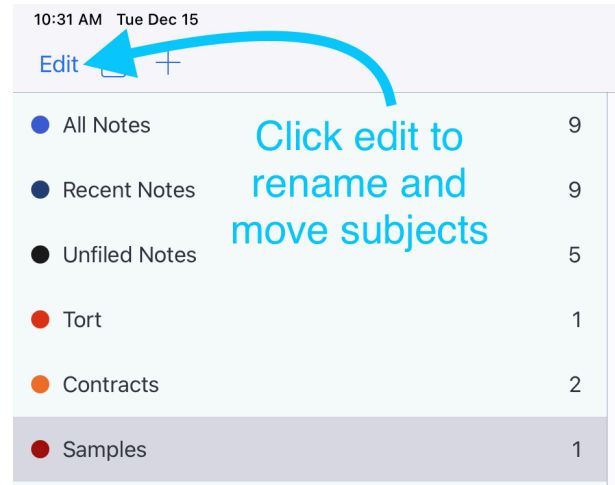 10:31 AM Tue Dec 15
Edit
All Notes 9
Click edit to
rename and
move subjects
Recent Notes 9
Unfiled Notes 5
Tort 1
Contracts 2
Samples 1